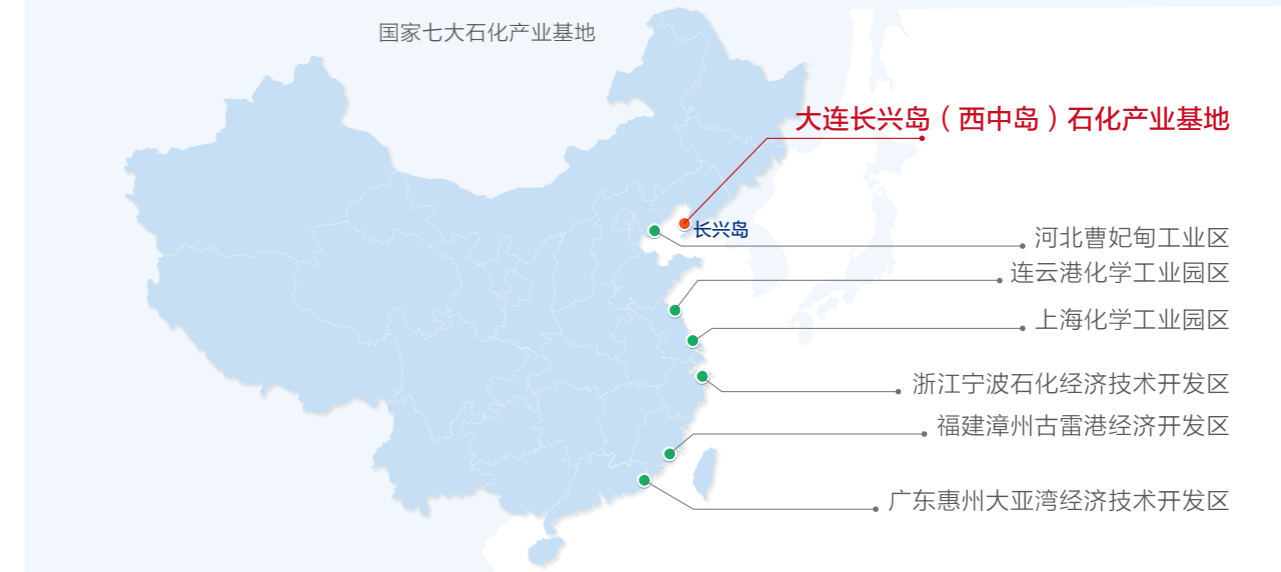 国家七大石化产业基地
大连长兴岛（西中岛）石化产业基地
长兴岛
河北曹妃甸工业区
连云港化学工业园区
上海化学工业园区
浙江宁波石化经济技术开发区
福建漳州古雷港经济开发区
广东惠州大亚湾经济技术开发区